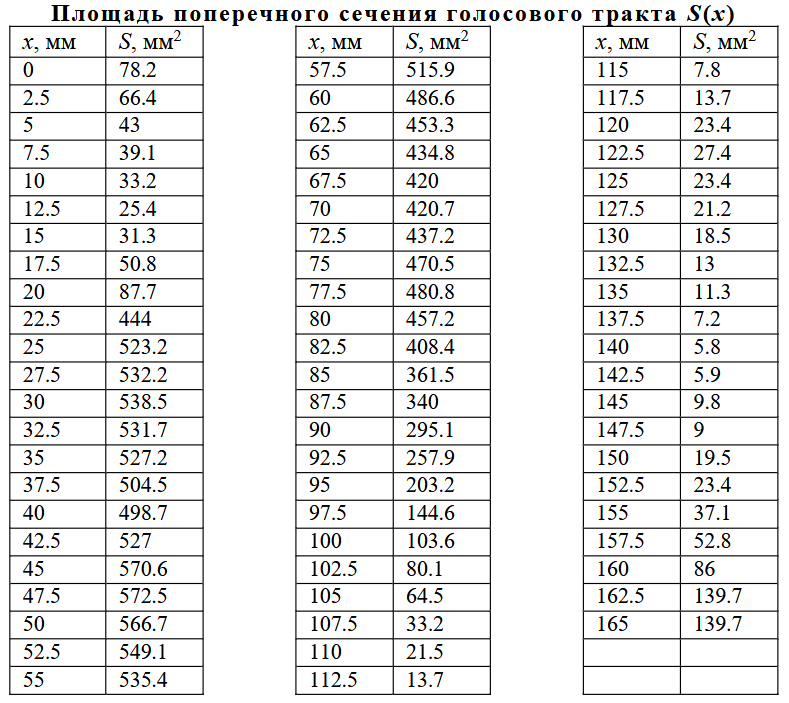 Площадь поперечного сечения голосового тракта S(x)
x, мм S, мм² x, мм S, мм² x, мм S, мм²
0 78.2 57.5 515.9 115 7.8
2.5 66.4 60 486.6 117.5 13.7
5 43 62.5 453.3 120 23.4
7.5 39.1 65 434.8 122.5 27.4
10 33.2 67.5 420 125 23.4
12.5 25.4 70 420.7 127.5 21.2
15 31.3 72.5 437.2 130 18.5
17.5 50.8 75 470.5 132.5 13
20 87.7 77.5 480.8 135 11.3
22.5 444 80 457.2 137.5 7.2
25 523.2 82.5 408.4 140 5.8
27.5 532.2 85 361.5 142.5 5.9
30 538.5 87.5 340 145 9.8
32.5 531.7 90 295.1 147.5 9
35 527.2 92.5 257.9 150 19.5
37.5 504.5 95 203.2 152.5 23.4
40 498.7 97.5 144.6 155 37.1
42.5 527 100 103.6 157.5 52.8
45 570.6 102.5 80.1 160 86
47.5 572.5 105 64.5 162.5 139.7
50 566.7 107.5 33.2 165 139.7
52.5 549.1 110 21.5
55 535.4 112.5 13.7